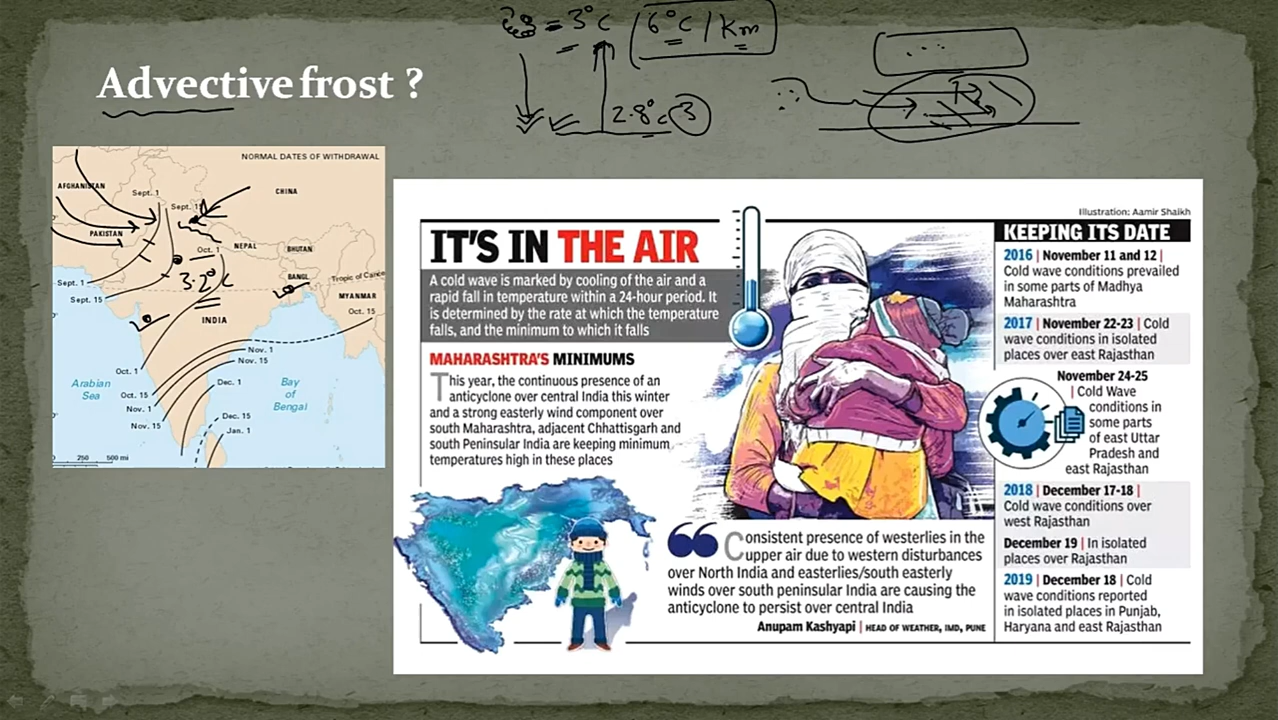 = 3°C
6°C / Km
2.8°C 3
Advective frost ?
NORMAL DATES OF WITHDRAWAL
AFGHANISTAN
Sept. 1
CHINA
Sept. 1
PAKISTAN
Oct. 1
NEPAL
BHUTAN
Sept. 1
3.2°C
BANGL
Tropic of Cance
Sept. 15
MYANMAR
INDIA
Oct. 15
Nov. 1
Nov. 15
Oct. 1
Arabian
Sea
Dec. 1
Bay
of
Bengal
Oct. 15
Nov. 1
Nov. 15
Dec. 15
Jan. 1
250 500 mi
Illustration: Aamir Shaikh
IT'S IN THE AIR
A cold wave is marked by cooling of the air and a
rapid fall in temperature within a 24-hour period. It
is determined by the rate at which the temperature
falls, and the minimum to which it falls
MAHARASHTRA'S MINIMUMS
This year, the continuous presence of an
anticyclone over central India this winter
and a strong easterly wind component over
south Maharashtra, adjacent Chhattisgarh and
south Peninsular India are keeping minimum
temperatures high in these places
Consistent presence of westerlies in the
upper air due to western disturbances
over North India and easterlies/south easterly
winds over south peninsular India are causing the
anticyclone to persist over central India
Anupam Kashyapi | HEAD OF WEATHER, IMD, PUNE
KEEPING ITS DATE
2016 | November 11 and 12 |
Cold wave conditions prevailed
in some parts of Madhya
Maharashtra
2017 | November 22-23 | Cold
wave conditions in isolated
places over east Rajasthan
November 24-25
| Cold Wave
conditions in
some parts
of east Uttar
Pradesh and
east Rajasthan
2018 | December 17-18 |
Cold wave conditions over
west Rajasthan
December 19 | In isolated
places over Rajasthan
2019 | December 18 | Cold
wave conditions reported
in isolated places in Punjab,
Haryana and east Rajasthan